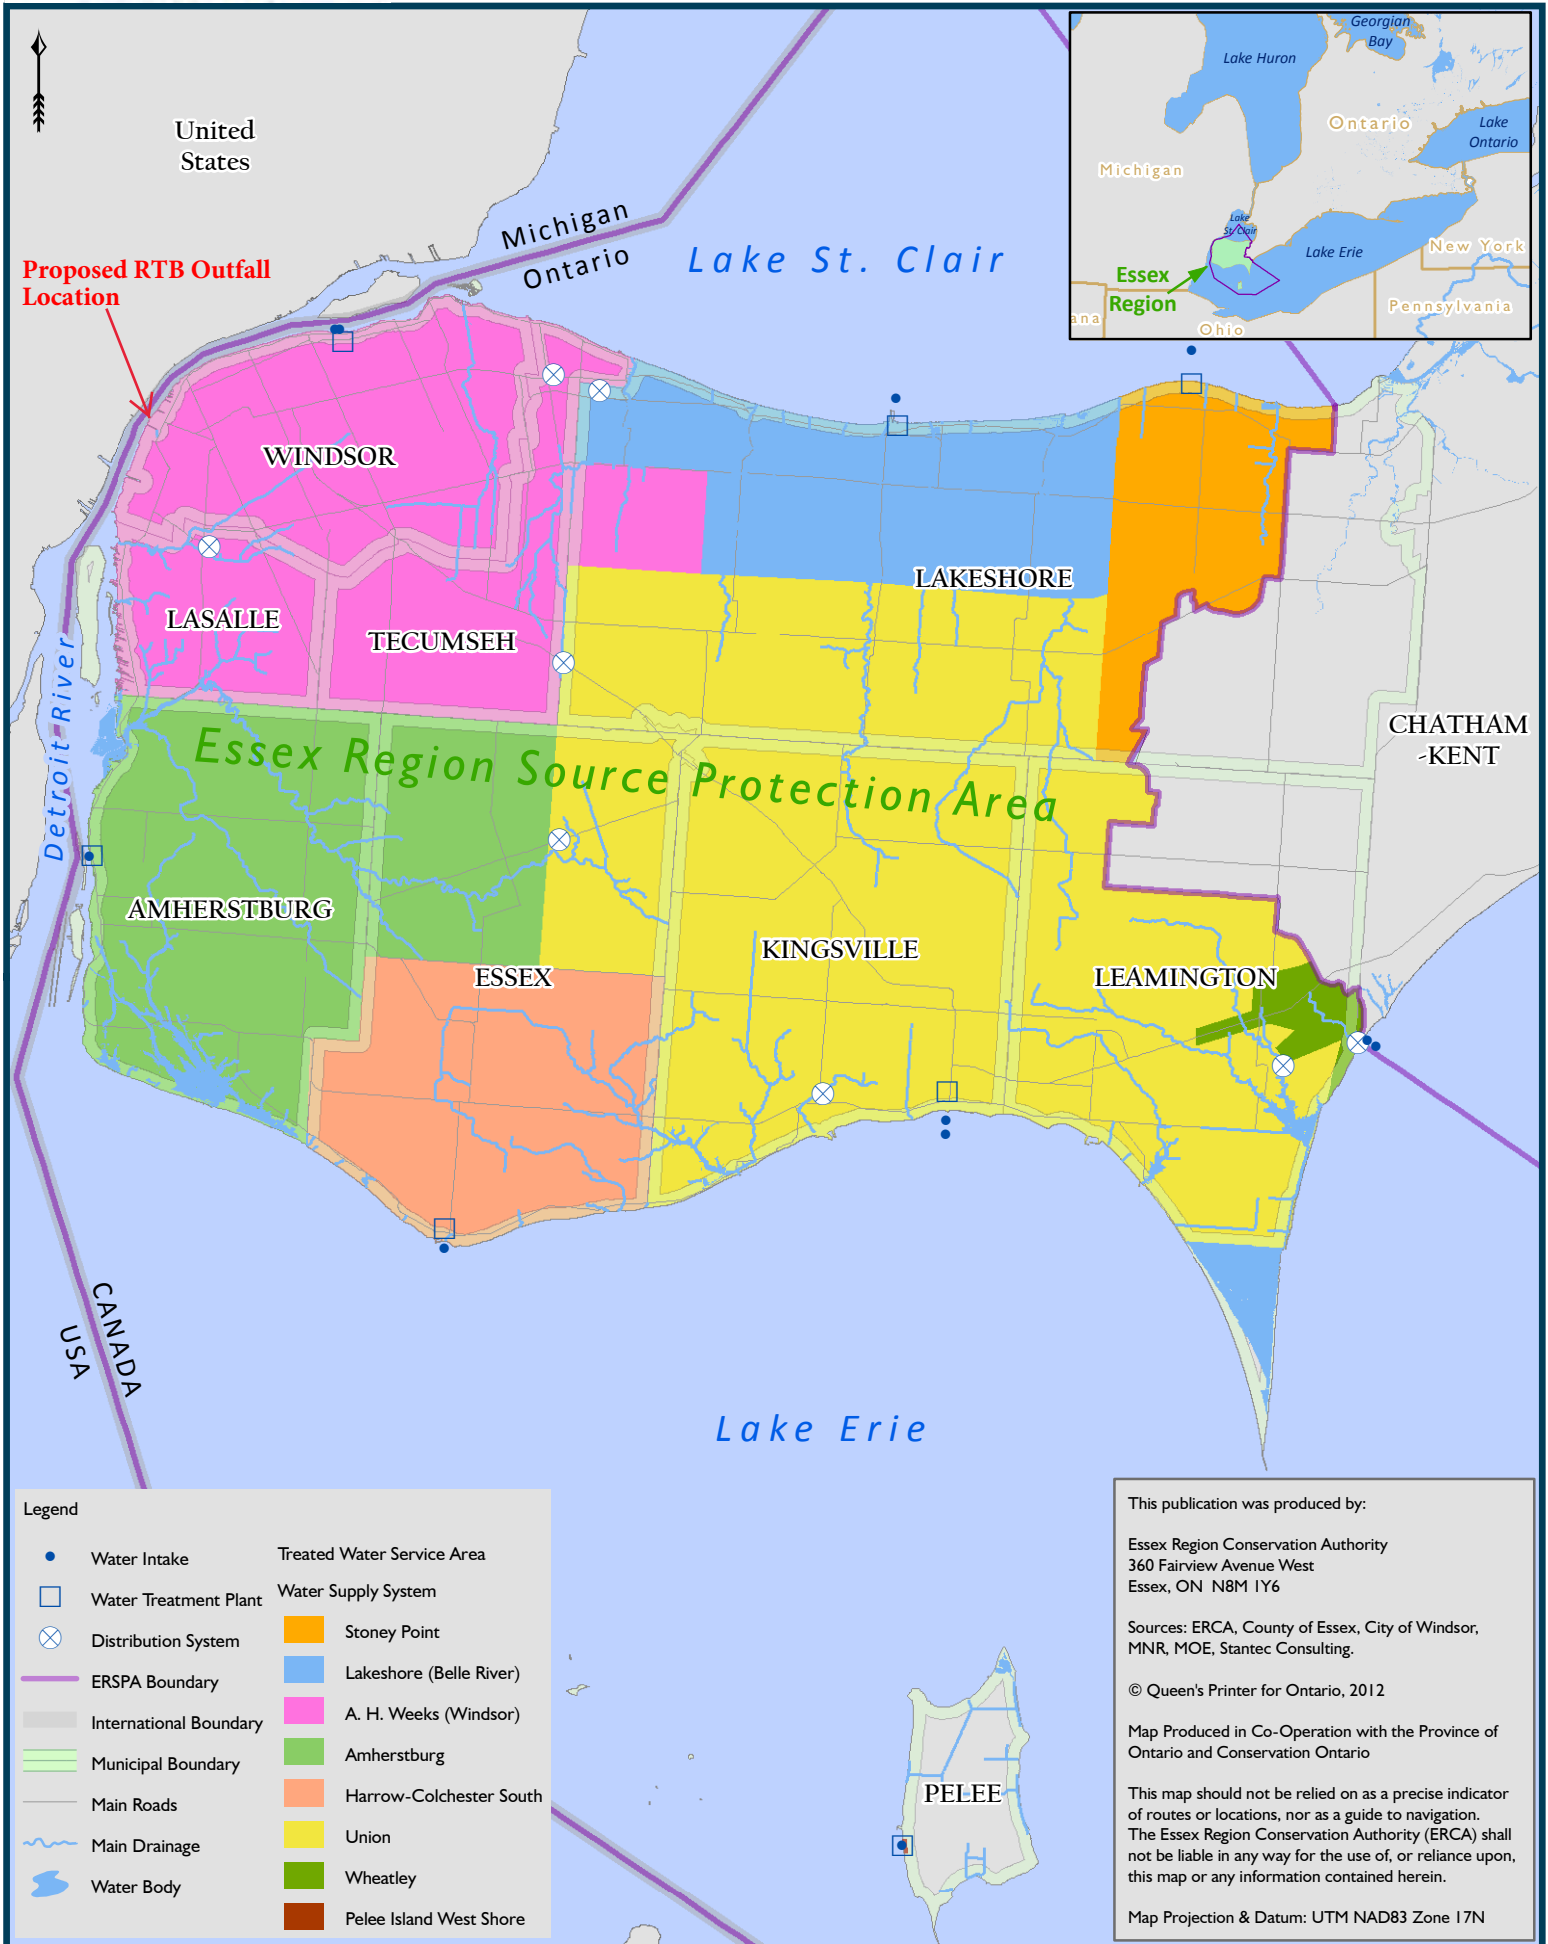 United
States
Proposed RTB Outfall
Location
Michigan
Ontario
Lake St. Clair
Georgian
Bay
Lake Huron
Ontario
Lake
Ontario
Michigan
Lake
St. Clair
Lake Erie
New York
Essex
Region
Pennsylvania
ana
Ohio
WINDSOR
LAKESHORE
LASALLE
TECUMSEH
Detroit River
CHATHAM
-KENT
Essex Region Source Protection Area
AMHERSTBURG
KINGSVILLE
ESSEX
LEAMINGTON
CANADA
USA
Lake Erie
PELEE
Legend
Water Intake
Water Treatment Plant
Distribution System
ERSPA Boundary
International Boundary
Municipal Boundary
Main Roads
Main Drainage
Water Body
Treated Water Service Area
Water Supply System
Stoney Point
Lakeshore (Belle River)
A. H. Weeks (Windsor)
Amherstburg
Harrow-Colchester South
Union
Wheatley
Pelee Island West Shore
This publication was produced by:
Essex Region Conservation Authority
360 Fairview Avenue West
Essex, ON  N8M 1Y6
Sources: ERCA, County of Essex, City of Windsor,
MNR, MOE, Stantec Consulting.
© Queen's Printer for Ontario, 2012
Map Produced in Co-Operation with the Province of
Ontario and Conservation Ontario
This map should not be relied on as a precise indicator
of routes or locations, nor as a guide to navigation.
The Essex Region Conservation Authority (ERCA) shall
not be liable in any way for the use of, or reliance upon,
this map or any information contained herein.
Map Projection & Datum: UTM NAD83 Zone 17N